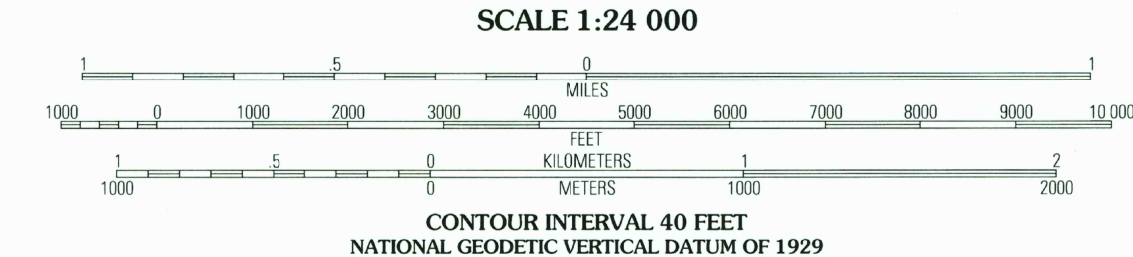 SCALE 1:24 000
1 .5 0 1
MILES
1000 0 1000 2000 3000 4000 5000 6000 7000 8000 9000 10 000
FEET
1 .5 0 KILOMETERS 1 2
1000 0 METERS 1000 2000
CONTOUR INTERVAL 40 FEET
NATIONAL GEODETIC VERTICAL DATUM OF 1929